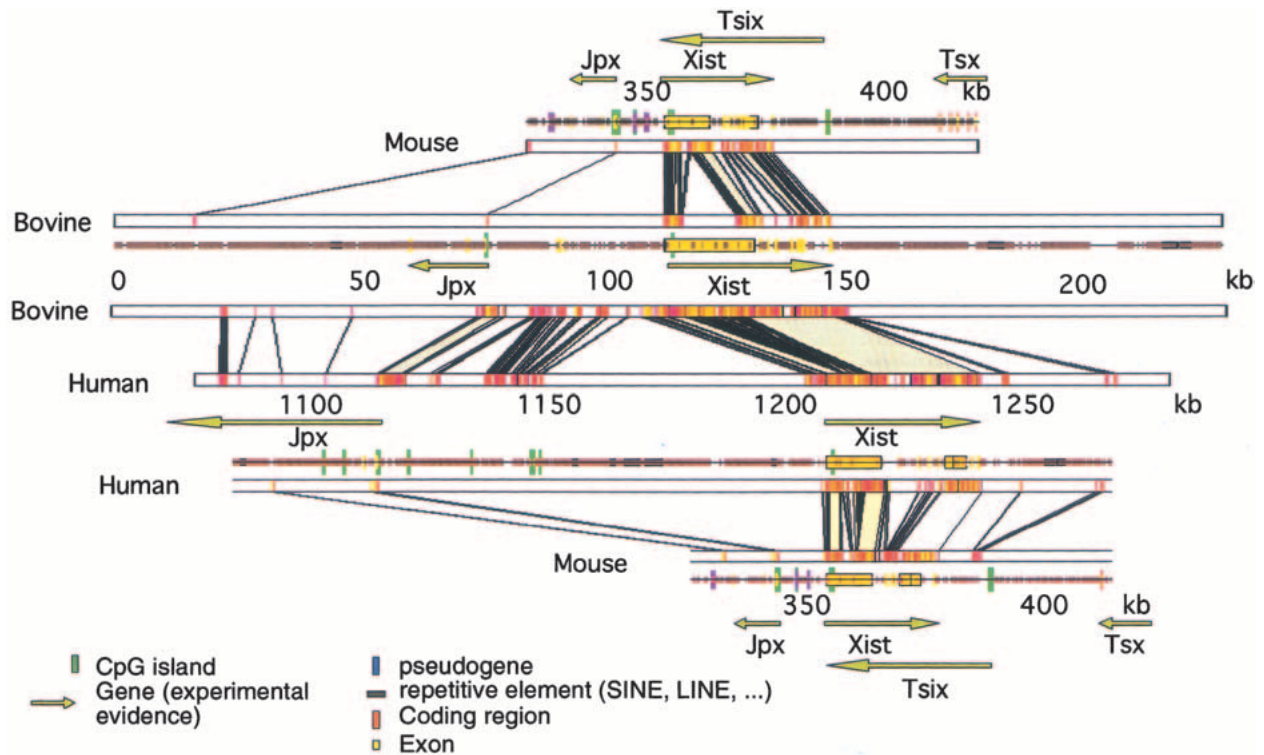 Tsix
Jpx Xist Tsx
350 400 kb
Mouse
Bovine
0 50 Jpx 100 Xist 150 200 kb
Bovine
Human
1100 1150 1200 1250 kb
Jpx Xist
Human
Mouse
350 400 kb
Jpx Xist Tsx
Tsix
CpG island
Gene (experimental
evidence)
pseudogene
repetitive element (SINE, LINE, ...)
Coding region
Exon